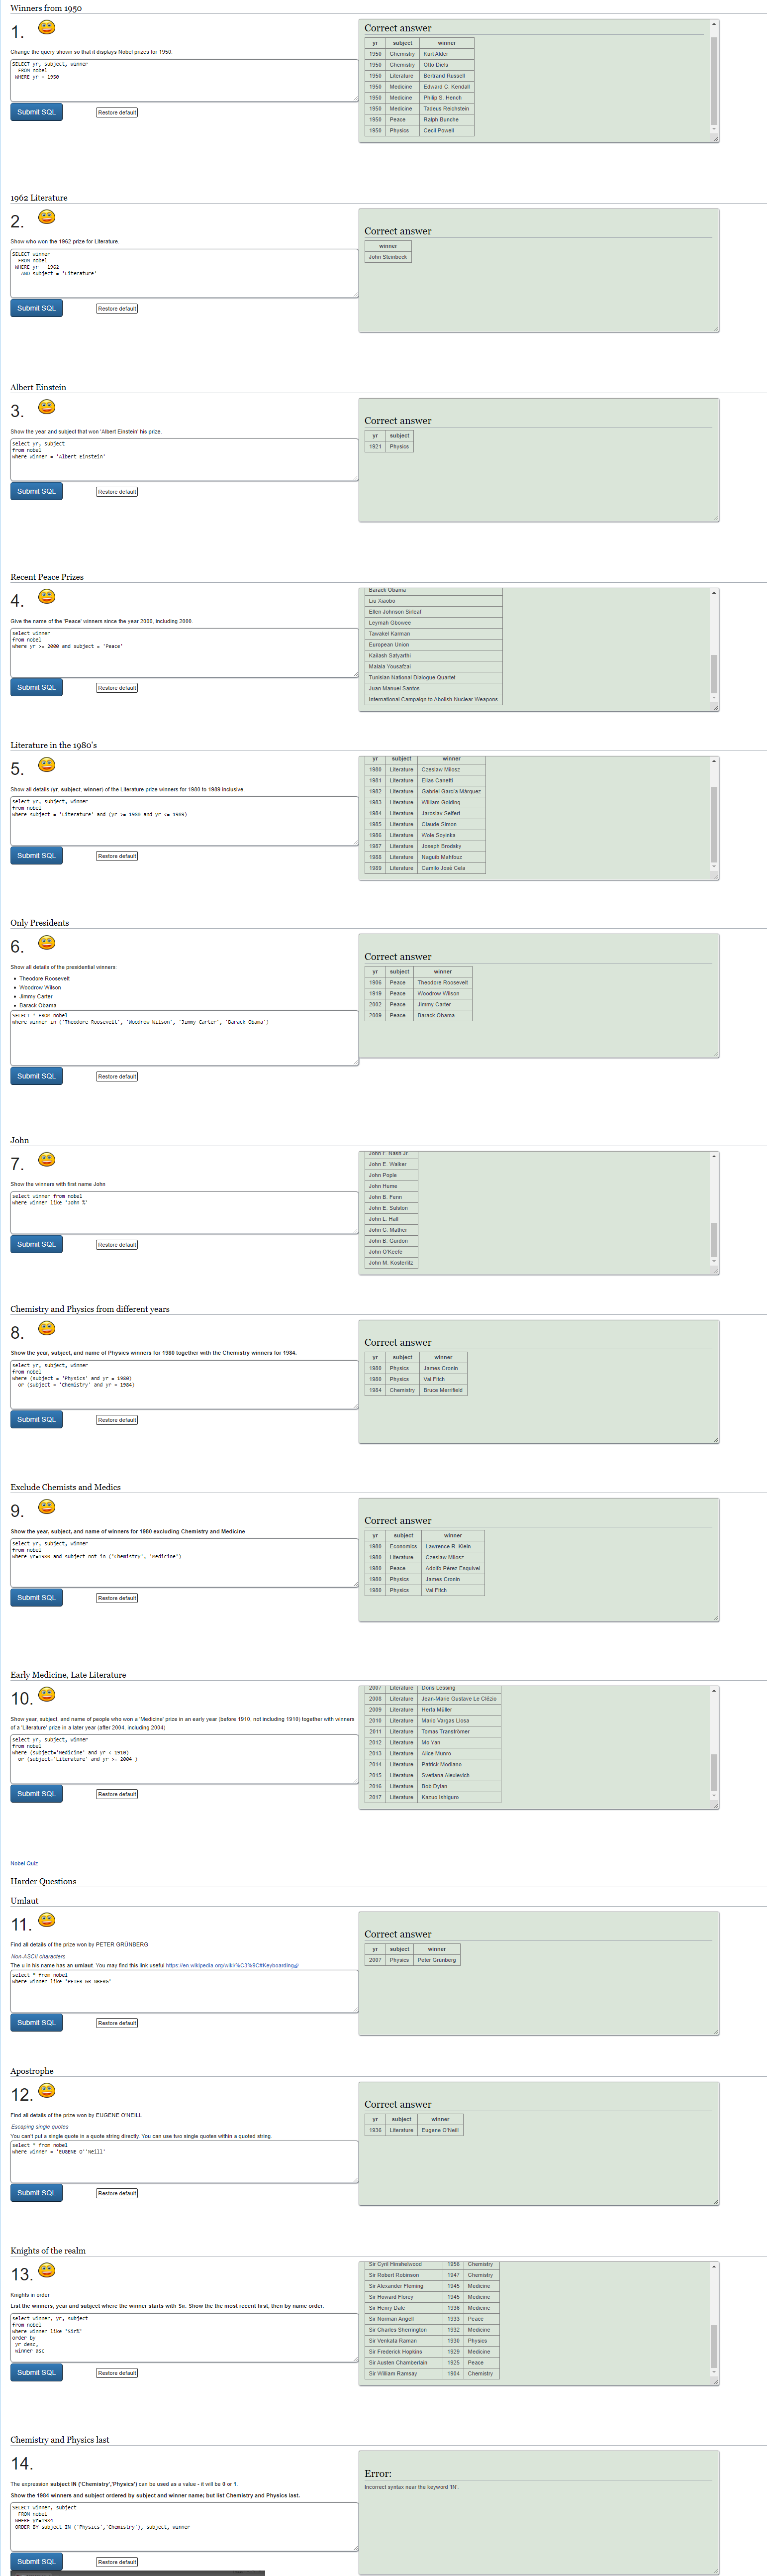 Winners from 1950
1.
Change the query shown so that it displays Nobel prizes for 1950.
SELECT yr, subject, winner
FROM nobel
WHERE yr = 1950
Submit SQL
Restore default
Correct answer
yr subject winner
1950 Chemistry Kurt Alder
1950 Chemistry Otto Diels
1950 Literature Bertrand Russell
1950 Medicine Edward C. Kendall
1950 Medicine Philip S. Hench
1950 Medicine Tadeus Reichstein
1950 Peace Ralph Bunche
1950 Physics Cecil Powell
1962 Literature
2.
Show who won the 1962 prize for Literature.
SELECT winner
FROM nobel
WHERE yr = 1962
AND subject = 'Literature'
Submit SQL
Restore default
Correct answer
winner
John Steinbeck
Albert Einstein
3.
Show the year and subject that won 'Albert Einstein' his prize.
select yr, subject
from nobel
where winner = 'Albert Einstein'
Submit SQL
Restore default
Correct answer
yr subject
1921 Physics
Recent Peace Prizes
4.
Give the name of the 'Peace' winners since the year 2000, including 2000.
select winner
from nobel
where yr >= 2000 and subject = 'Peace'
Submit SQL
Restore default
Barack Obama
Liu Xiaobo
Ellen Johnson Sirleaf
Leymah Gbowee
Tawakel Karman
European Union
Kailash Satyarthi
Malala Yousafzai
Tunisian National Dialogue Quartet
Juan Manuel Santos
International Campaign to Abolish Nuclear Weapons
Literature in the 1980's
5.
Show all details (yr, subject, winner) of the Literature prize winners for 1980 to 1989 inclusive.
select yr, subject, winner
from nobel
where subject = 'Literature' and (yr >= 1980 and yr <= 1989)
Submit SQL
Restore default
yr subject winner
1980 Literature Czeslaw Milosz
1981 Literature Elias Canetti
1982 Literature Gabriel García Márquez
1983 Literature William Golding
1984 Literature Jaroslav Seifert
1985 Literature Claude Simon
1986 Literature Wole Soyinka
1987 Literature Joseph Brodsky
1988 Literature Naguib Mahfouz
1989 Literature Camilo José Cela
Only Presidents
6.
Show all details of the presidential winners:
Theodore Roosevelt
Woodrow Wilson
Jimmy Carter
Barack Obama
SELECT * FROM nobel
where winner in ('Theodore Roosevelt', 'Woodrow Wilson', 'Jimmy Carter', 'Barack Obama')
Submit SQL
Restore default
Correct answer
yr subject winner
1906 Peace Theodore Roosevelt
1919 Peace Woodrow Wilson
2002 Peace Jimmy Carter
2009 Peace Barack Obama
John
7.
Show the winners with first name John
select winner from nobel
where winner like 'John %'
Submit SQL
Restore default
John F. Nash Jr.
John E. Walker
John Pople
John Hume
John B. Fenn
John E. Sulston
John L. Hall
John C. Mather
John B. Gurdon
John O'Keefe
John M. Kosterlitz
Chemistry and Physics from different years
8.
Show the year, subject, and name of Physics winners for 1980 together with the Chemistry winners for 1984.
select yr, subject, winner
from nobel
where (subject = 'Physics' and yr = 1980)
or (subject = 'Chemistry' and yr = 1984)
Submit SQL
Restore default
Correct answer
yr subject winner
1980 Physics James Cronin
1980 Physics Val Fitch
1984 Chemistry Bruce Merrifield
Exclude Chemists and Medics
9.
Show the year, subject, and name of winners for 1980 excluding Chemistry and Medicine
select yr, subject, winner
from nobel
where yr=1980 and subject not in ('Chemistry', 'Medicine')
Submit SQL
Restore default
Correct answer
yr subject winner
1980 Economics Lawrence R. Klein
1980 Literature Czeslaw Milosz
1980 Peace Adolfo Pérez Esquivel
1980 Physics James Cronin
1980 Physics Val Fitch
Early Medicine, Late Literature
10.
Show year, subject, and name of people who won a 'Medicine' prize in an early year (before 1910, not including 1910) together with winners
of a 'Literature' prize in a later year (after 2004, including 2004)
select yr, subject, winner
from nobel
where (subject='Medicine' and yr < 1910)
or (subject='Literature' and yr >= 2004 )
Submit SQL
Restore default
2007 Literature Doris Lessing
2008 Literature Jean-Marie Gustave Le Clézio
2009 Literature Herta Müller
2010 Literature Mario Vargas Llosa
2011 Literature Tomas Tranströmer
2012 Literature Mo Yan
2013 Literature Alice Munro
2014 Literature Patrick Modiano
2015 Literature Svetlana Alexievich
2016 Literature Bob Dylan
2017 Literature Kazuo Ishiguro
Nobel Quiz
Harder Questions
Umlaut
11.
Find all details of the prize won by PETER GRÜNBERG
Non-ASCII characters
The u in his name has an umlaut. You may find this link useful https://en.wikipedia.org/wiki/%C3%9C#Keyboarding
select * from nobel
where winner like 'PETER GR_NBERG'
Submit SQL
Restore default
Correct answer
yr subject winner
2007 Physics Peter Grünberg
Apostrophe
12.
Find all details of the prize won by EUGENE O'NEILL
Escaping single quotes
You can't put a single quote in a quote string directly. You can use two single quotes within a quoted string.
select * from nobel
where winner = 'EUGENE O''Neill'
Submit SQL
Restore default
Correct answer
yr subject winner
1936 Literature Eugene O'Neill
Knights of the realm
13.
Knights in order
List the winners, year and subject where the winner starts with Sir. Show the the most recent first, then by name order.
select winner, yr, subject
from nobel
where winner like 'Sir%'
order by
yr desc,
winner asc
Submit SQL
Restore default
Sir Cyril Hinshelwood 1956 Chemistry
Sir Robert Robinson 1947 Chemistry
Sir Alexander Fleming 1945 Medicine
Sir Howard Florey 1945 Medicine
Sir Henry Dale 1936 Medicine
Sir Norman Angell 1933 Peace
Sir Charles Sherrington 1932 Medicine
Sir Venkata Raman 1930 Physics
Sir Frederick Hopkins 1929 Medicine
Sir Austen Chamberlain 1925 Peace
Sir William Ramsay 1904 Chemistry
Chemistry and Physics last
14.
The expression subject IN ('Chemistry','Physics') can be used as a value - it will be 0 or 1.
Show the 1984 winners and subject ordered by subject and winner name; but list Chemistry and Physics last.
SELECT winner, subject
FROM nobel
WHERE yr=1984
ORDER BY subject IN ('Physics','Chemistry'), subject, winner
Submit SQL
Restore default
Error:
Incorrect syntax near the keyword 'IN'.